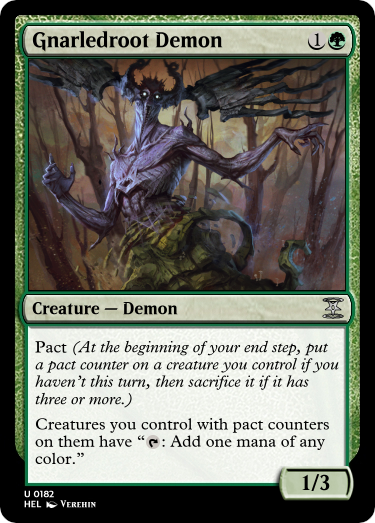 Gnarledroot Demon 1
Creature — Demon
Pact (At the beginning of your end step, put
a pact counter on a creature you control if you
haven't this turn, then sacrifice it if it has
three or more.)
Creatures you control with pact counters
on them have “: Add one mana of any
color.”
1/3
U 0182
HEL Verehin